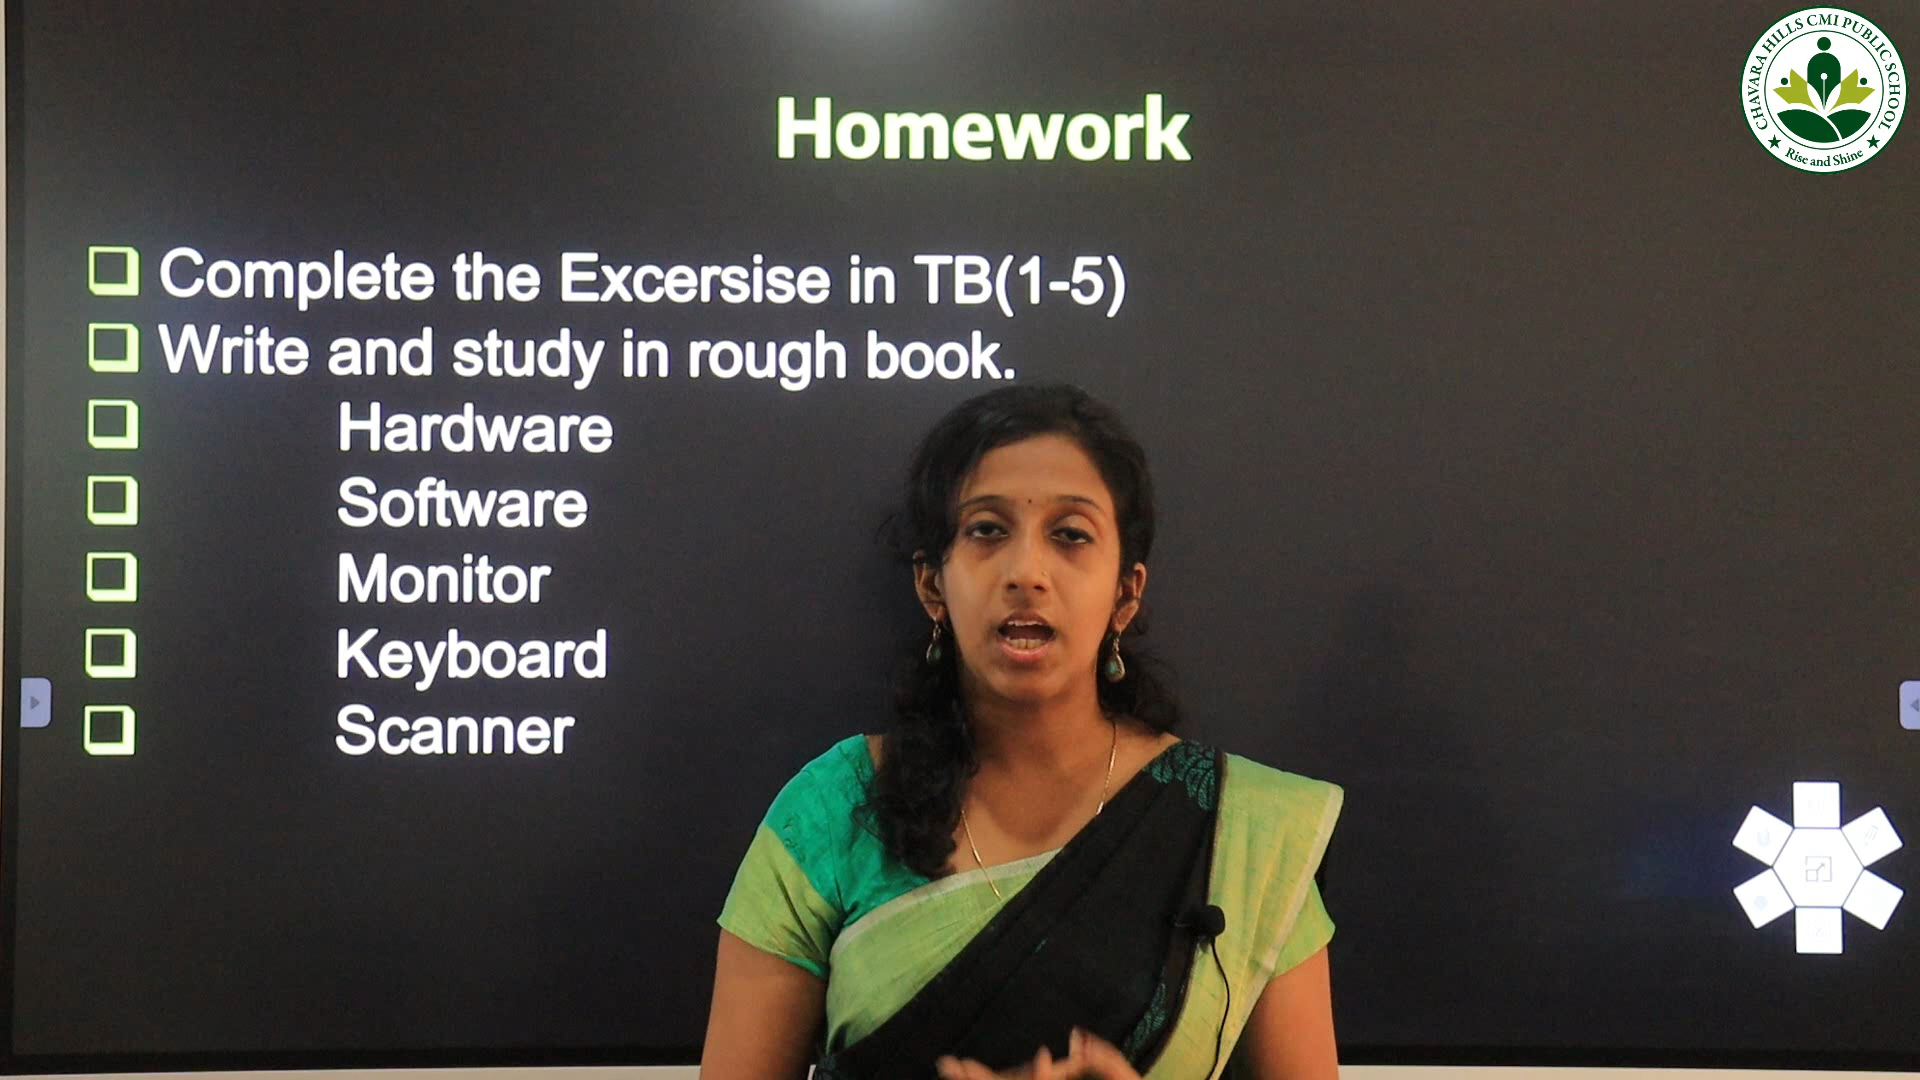 CHAVARA HILLS CMI PUBLIC SCHOOL
Rise and Shine
Homework
Complete the Excersise in TB(1-5)
Write and study in rough book.
Hardware
Software
Monitor
Keyboard
Scanner